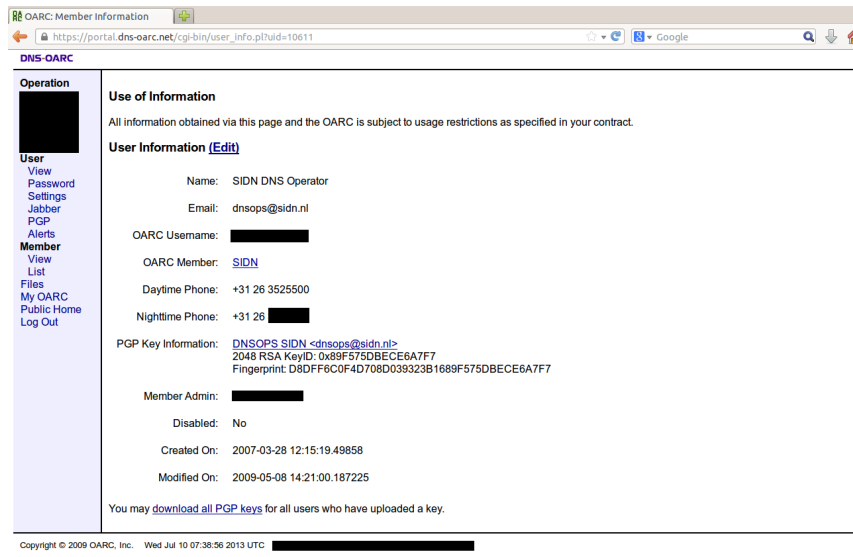 OARC: Member Information
https://portal.dns-oarc.net/cgi-bin/user_info.pl?uid=10611
Google
DNS-OARC
Operation
User
View
Password
Settings
Jabber
PGP
Alerts
Member
View
List
Files
My OARC
Public Home
Log Out
Use of Information
All information obtained via this page and the OARC is subject to usage restrictions as specified in your contract.
User Information (Edit)
Name: SIDN DNS Operator
Email: dnsops@sidn.nl
OARC Username:
OARC Member: SIDN
Daytime Phone: +31 26 3525500
Nighttime Phone: +31 26
PGP Key Information: DNSOPS SIDN <dnsops@sidn.nl>
2048 RSA KeyID: 0x89F575DBECE6A7F7
Fingerprint: D8DFF6C0F4D708D039323B1689F575DBECE6A7F7
Member Admin:
Disabled: No
Created On: 2007-03-28 12:15:19.49858
Modified On: 2009-05-08 14:21:00.187225
You may download all PGP keys for all users who have uploaded a key.
Copyright © 2009 OARC, Inc. Wed Jul 10 07:38:56 2013 UTC